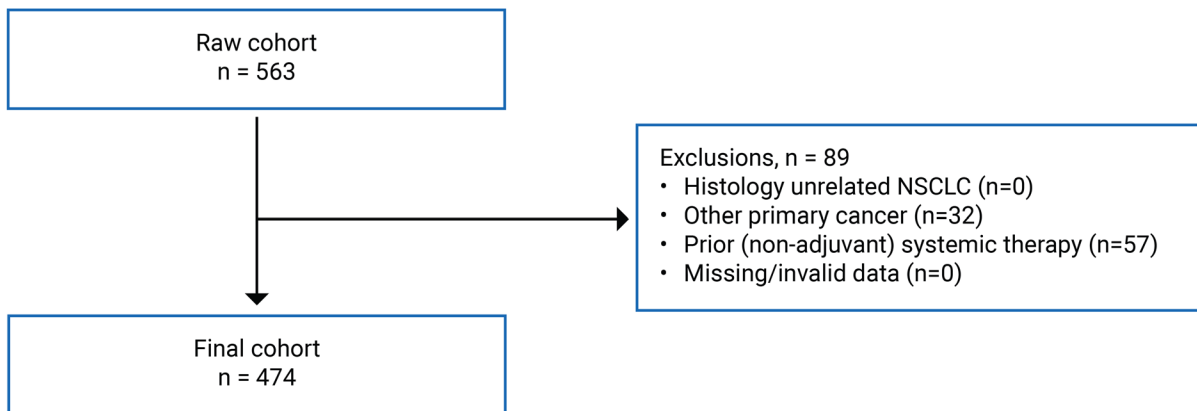 Raw cohort
n = 563
Exclusions, n = 89
• Histology unrelated NSCLC (n=0)
• Other primary cancer (n=32)
• Prior (non-adjuvant) systemic therapy (n=57)
• Missing/invalid data (n=0)
Final cohort
n = 474